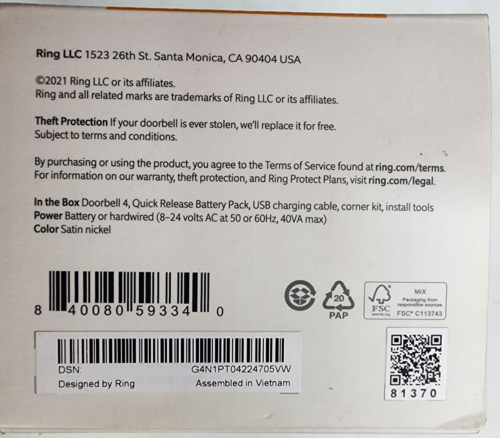 Ring LLC 1523 26th St. Santa Monica, CA 90404 USA
©2021 Ring LLC or its affiliates.
Ring and all related marks are trademarks of Ring LLC or its affiliates.
Theft Protection If your doorbell is ever stolen, we'll replace it for free.
Subject to terms and conditions.
By purchasing or using the product, you agree to the Terms of Service found at ring.com/terms.
For information on our warranty, theft protection, and Ring Protect Plans, visit ring.com/legal.
In the Box Doorbell 4, Quick Release Battery Pack, USB charging cable, corner kit, install tools
Power Battery or hardwired (8–24 volts AC at 50 or 60Hz, 40VA max)
Color Satin nickel
8 40080 59334 0
20
PAP
FSC
www.fsc.org
MIX
Packaging from
responsible sources
FSC® C113743
DSN: G4N1PT04224705VW
Designed by Ring Assembled in Vietnam
81370